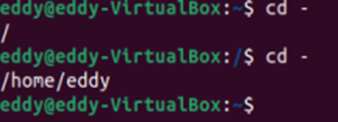 eddy@eddy-VirtualBox:~$ cd -
/
eddy@eddy-VirtualBox:/$ cd -
/home/eddy
eddy@eddy-VirtualBox:~$